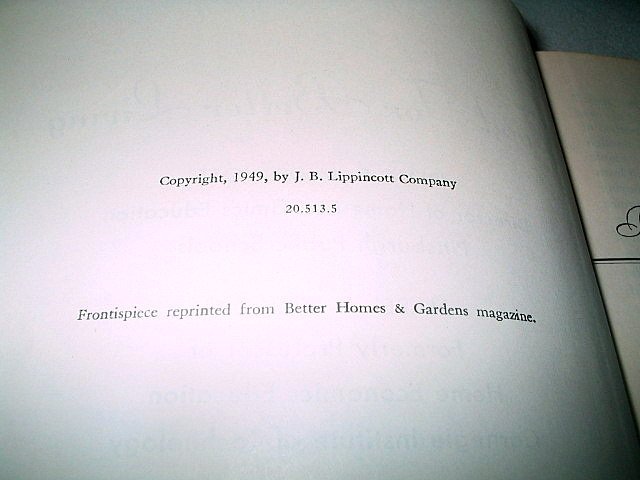 Copyright, 1949, by J. B. Lippincott Company
20.513.5
Frontispiece reprinted from Better Homes & Gardens magazine.